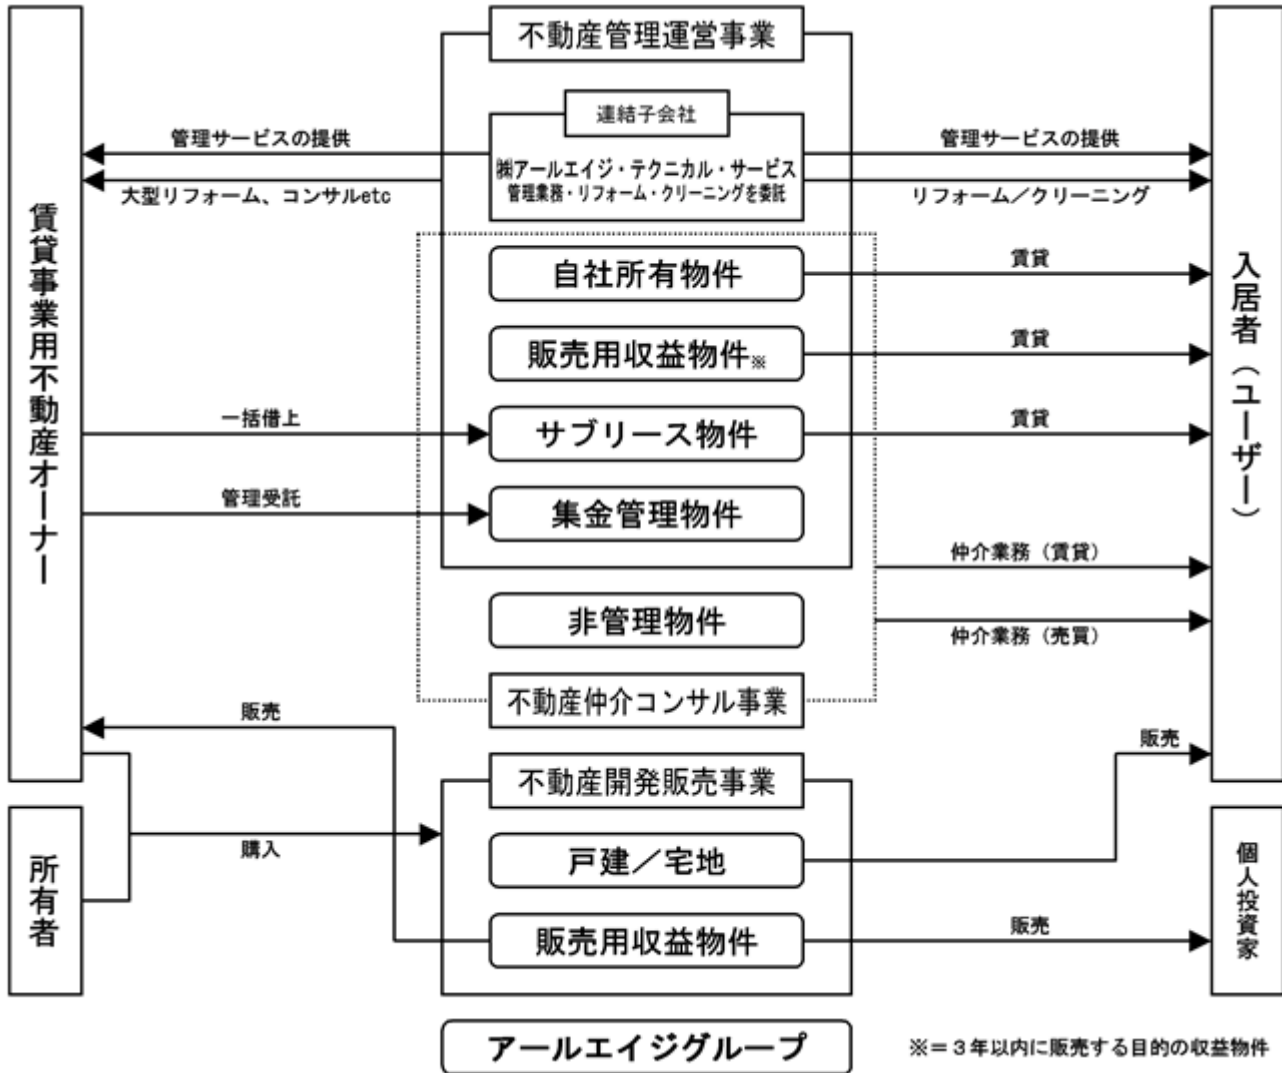 賃貸事業用不動産オーナー
所有者
不動産管理運営事業
連結子会社
㈱アールエイジ・テクニカル・サービス
管理業務・リフォーム・クリーニングを委託
管理サービスの提供
大型リフォーム、コンサルetc
管理サービスの提供
リフォーム／クリーニング
自社所有物件
賃貸
販売用収益物件※
賃貸
一括借上
サブリース物件
賃貸
管理受託
集金管理物件
仲介業務（賃貸）
非管理物件
仲介業務（売買）
不動産仲介コンサル事業
販売
販売
不動産開発販売事業
購入
戸建／宅地
販売用収益物件
販売
入居者（ユーザー）
個人投資家
アールエイジグループ
※＝３年以内に販売する目的の収益物件